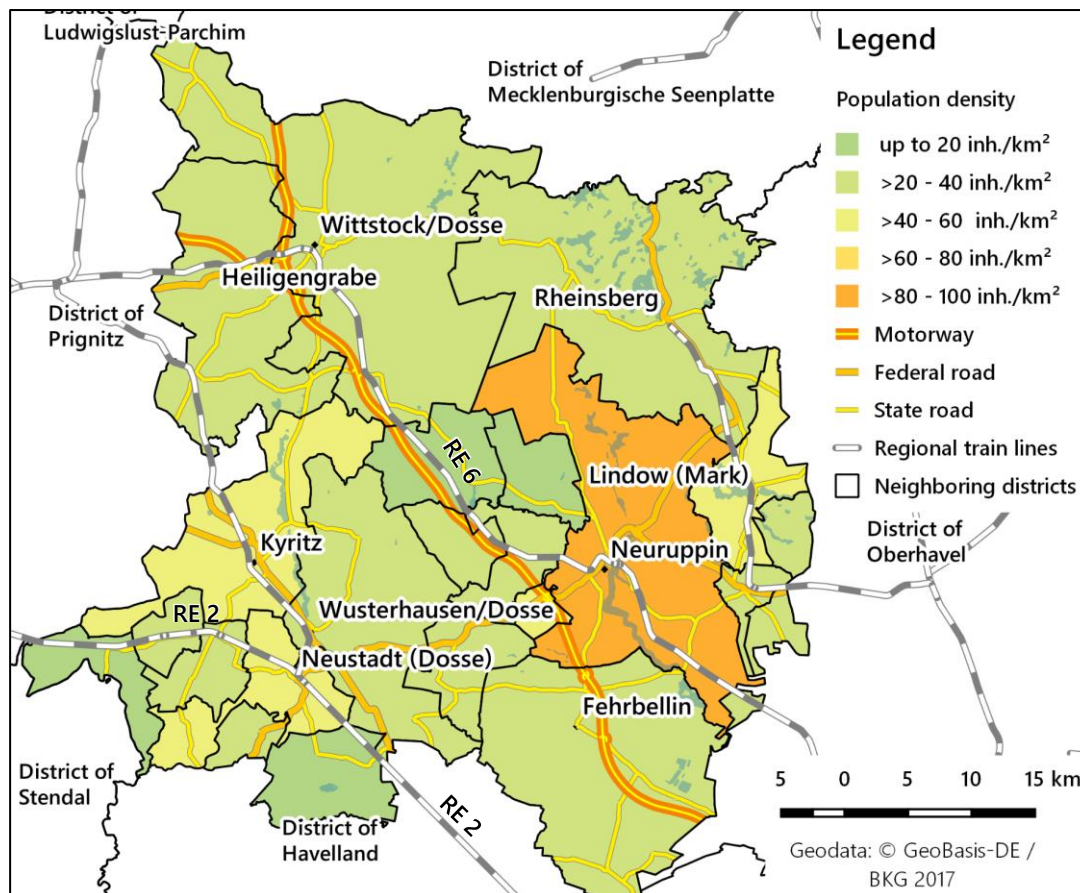 District of
Ludwigslust-Parchim
District of
Mecklenburgische Seenplatte
Wittstock/Dosse
Heiligengrabe
Rheinsberg
District of
Prignitz
RE 6
Lindow (Mark)
Kyritz
Neuruppin
District of
Oberhavel
RE 2
Wusterhausen/Dosse
Neustadt (Dosse)
Fehrbellin
District of
Stendal
RE 2
District of
Havelland
Legend
Population density
up to 20 inh./km²
>20 - 40 inh./km²
>40 - 60 inh./km²
>60 - 80 inh./km²
>80 - 100 inh./km²
Motorway
Federal road
State road
Regional train lines
Neighboring districts
5 0 5 10 15 km
Geodata: © GeoBasis-DE /
BKG 2017